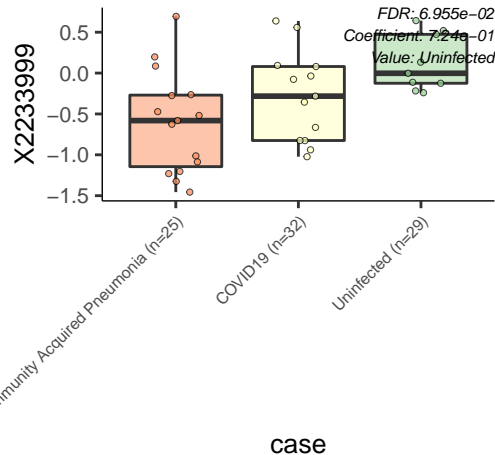 FDR: 6.955e−02
Coefficient: 7.24e−01
Value: Uninfected
X2233999
0.5
0.0
−0.5
−1.0
−1.5
mmunity Acquired Pneumonia (n=25)
COVID19 (n=32)
Uninfected (n=29)
case